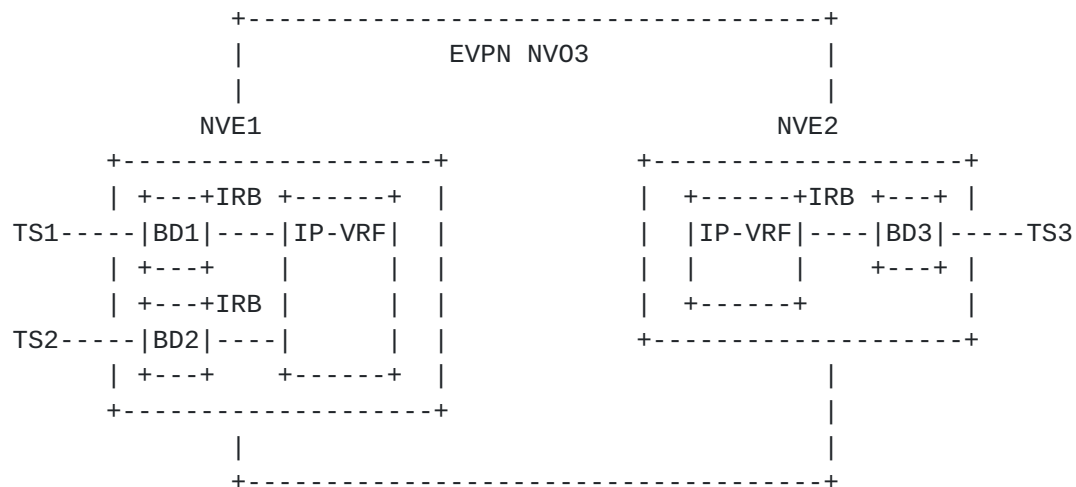 EVPN NVO3
NVE1 NVE2
IRB IRB
TS1 BD1 IP-VRF IP-VRF BD3 TS3
IRB
TS2 BD2